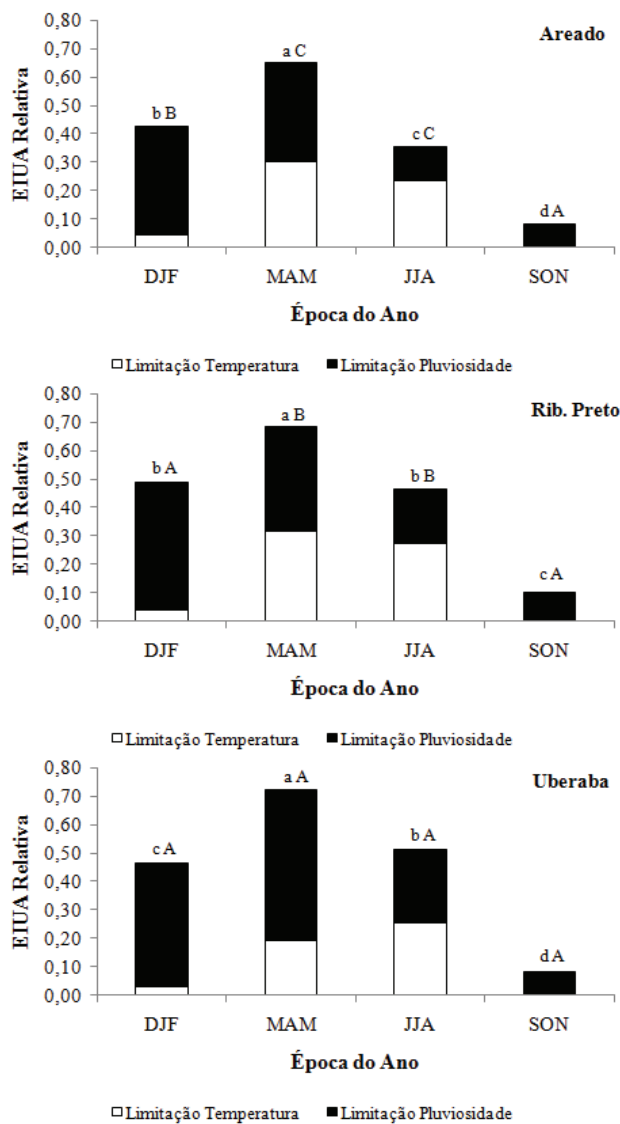 Areado
EIUA Relativa
0,80
0,70
0,60
0,50
0,40
0,30
0,20
0,10
0,00
b B
a C
c C
d A
DJF MAM JJA SON
Época do Ano
Limitação Temperatura Limitação Pluviosidade
Rib. Preto
EIUA Relativa
0,80
0,70
0,60
0,50
0,40
0,30
0,20
0,10
0,00
b A
a B
b B
c A
DJF MAM JJA SON
Época do Ano
Limitação Temperatura Limitação Pluviosidade
Uberaba
EIUA Relativa
0,80
0,70
0,60
0,50
0,40
0,30
0,20
0,10
0,00
c A
a A
b A
d A
DJF MAM JJA SON
Época do Ano
Limitação Temperatura Limitação Pluviosidade